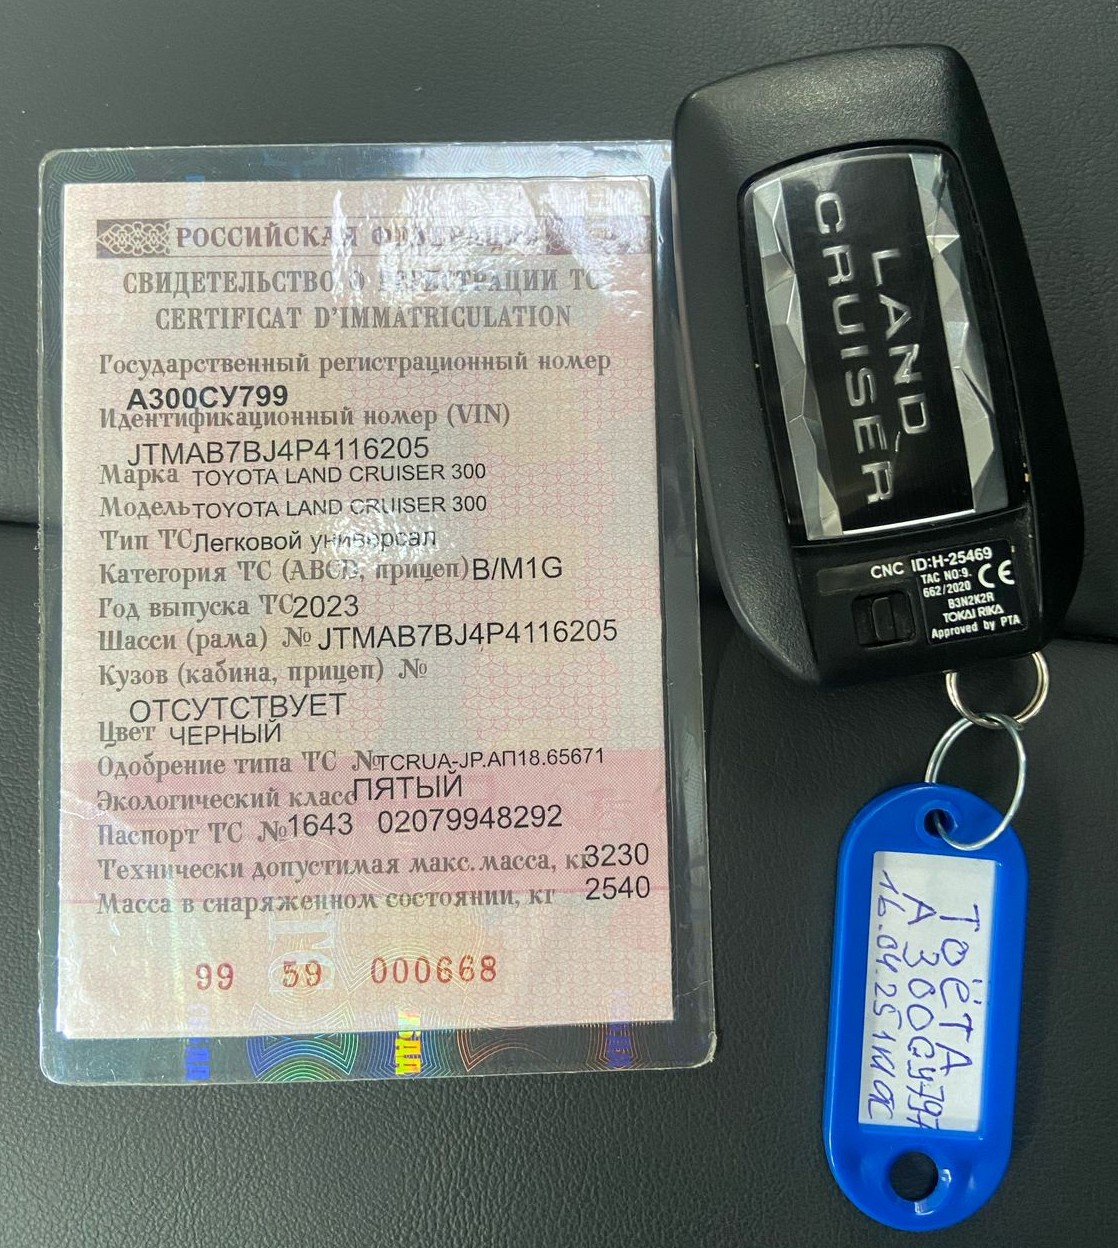 РОССИЙСКАЯ ФЕДЕРАЦИЯ
СВИДЕТЕЛЬСТВО О РЕГИСТРАЦИИ ТС
CERTIFICAT D'IMMATRICULATION
Государственный регистрационный номер
А300СУ799
Идентификационный номер (VIN)
JTMAB7BJ4P4116205
Марка TOYOTA LAND CRUISER 300
Модель TOYOTA LAND CRUISER 300
Тип ТС Легковой универсал
Категория ТС (ABCD, прицеп) B/M1G
Год выпуска ТС 2023
Шасси (рама) № JTMAB7BJ4P4116205
Кузов (кабина, прицеп) №
ОТСУТСТВУЕТ
Цвет ЧЕРНЫЙ
Одобрение типа ТС № TCRUA-JP.АП18.65671
Экологический класс ПЯТЫЙ
Паспорт ТС № 1643 02079948292
Технически допустимая макс. масса, кг 3230
Масса в снаряженном состоянии, кг 2540
99 59 000668
LAND
CRUISER
CNC ID:H-25469
TAC NO:9.
662/2020
CE
B3N2K2R
TOKAI RIKA
Approved by PTA
Тоёта
А300Су797
16.04.25